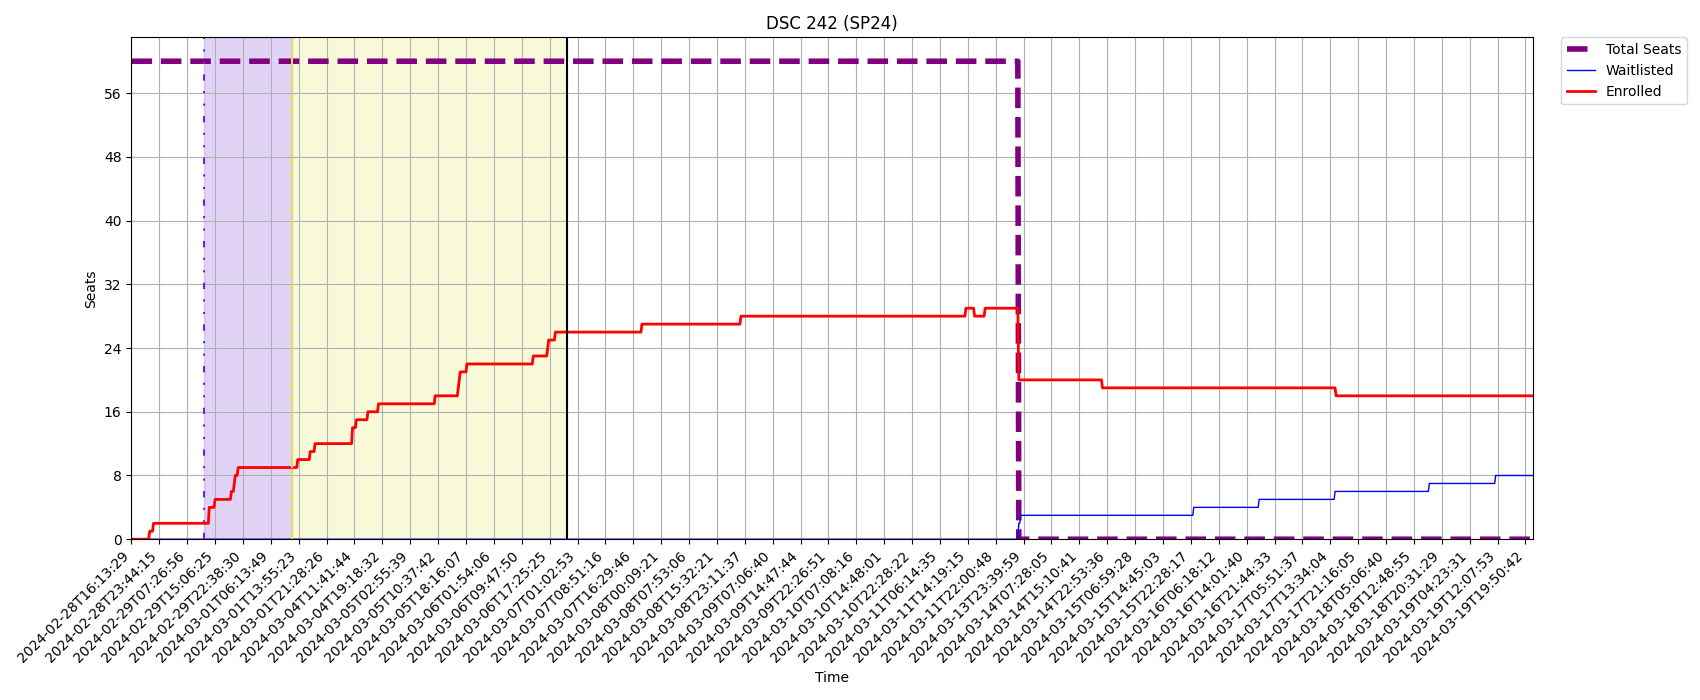 DSC 242 (SP24)
Total Seats
Waitlisted
Enrolled
Seats
56
48
40
32
24
16
8
0
2024-02-28T16:13:29
2024-02-28T23:44:15
2024-02-29T07:26:56
2024-02-29T15:06:25
2024-02-29T22:38:30
2024-03-01T06:13:49
2024-03-01T13:55:23
2024-03-01T21:28:26
2024-03-04T11:41:44
2024-03-04T19:18:32
2024-03-05T02:55:39
2024-03-05T10:37:42
2024-03-05T18:16:07
2024-03-06T01:54:06
2024-03-06T09:47:50
2024-03-06T17:25:25
2024-03-07T01:02:53
2024-03-07T08:51:16
2024-03-07T16:29:46
2024-03-08T00:09:21
2024-03-08T07:53:06
2024-03-08T15:32:21
2024-03-08T23:11:37
2024-03-09T07:06:40
2024-03-09T14:47:44
2024-03-09T22:26:51
2024-03-10T07:08:16
2024-03-10T14:48:01
2024-03-10T22:28:22
2024-03-11T06:14:35
2024-03-11T14:19:15
2024-03-11T22:00:48
2024-03-13T23:39:59
2024-03-14T07:28:05
2024-03-14T15:10:41
2024-03-14T22:53:36
2024-03-15T06:59:28
2024-03-15T14:45:03
2024-03-15T22:28:17
2024-03-16T06:18:12
2024-03-16T14:01:40
2024-03-16T21:44:33
2024-03-17T05:51:37
2024-03-17T13:34:04
2024-03-17T21:16:05
2024-03-18T05:06:40
2024-03-18T12:48:55
2024-03-18T20:31:29
2024-03-19T04:23:31
2024-03-19T12:07:53
2024-03-19T19:50:42
Time